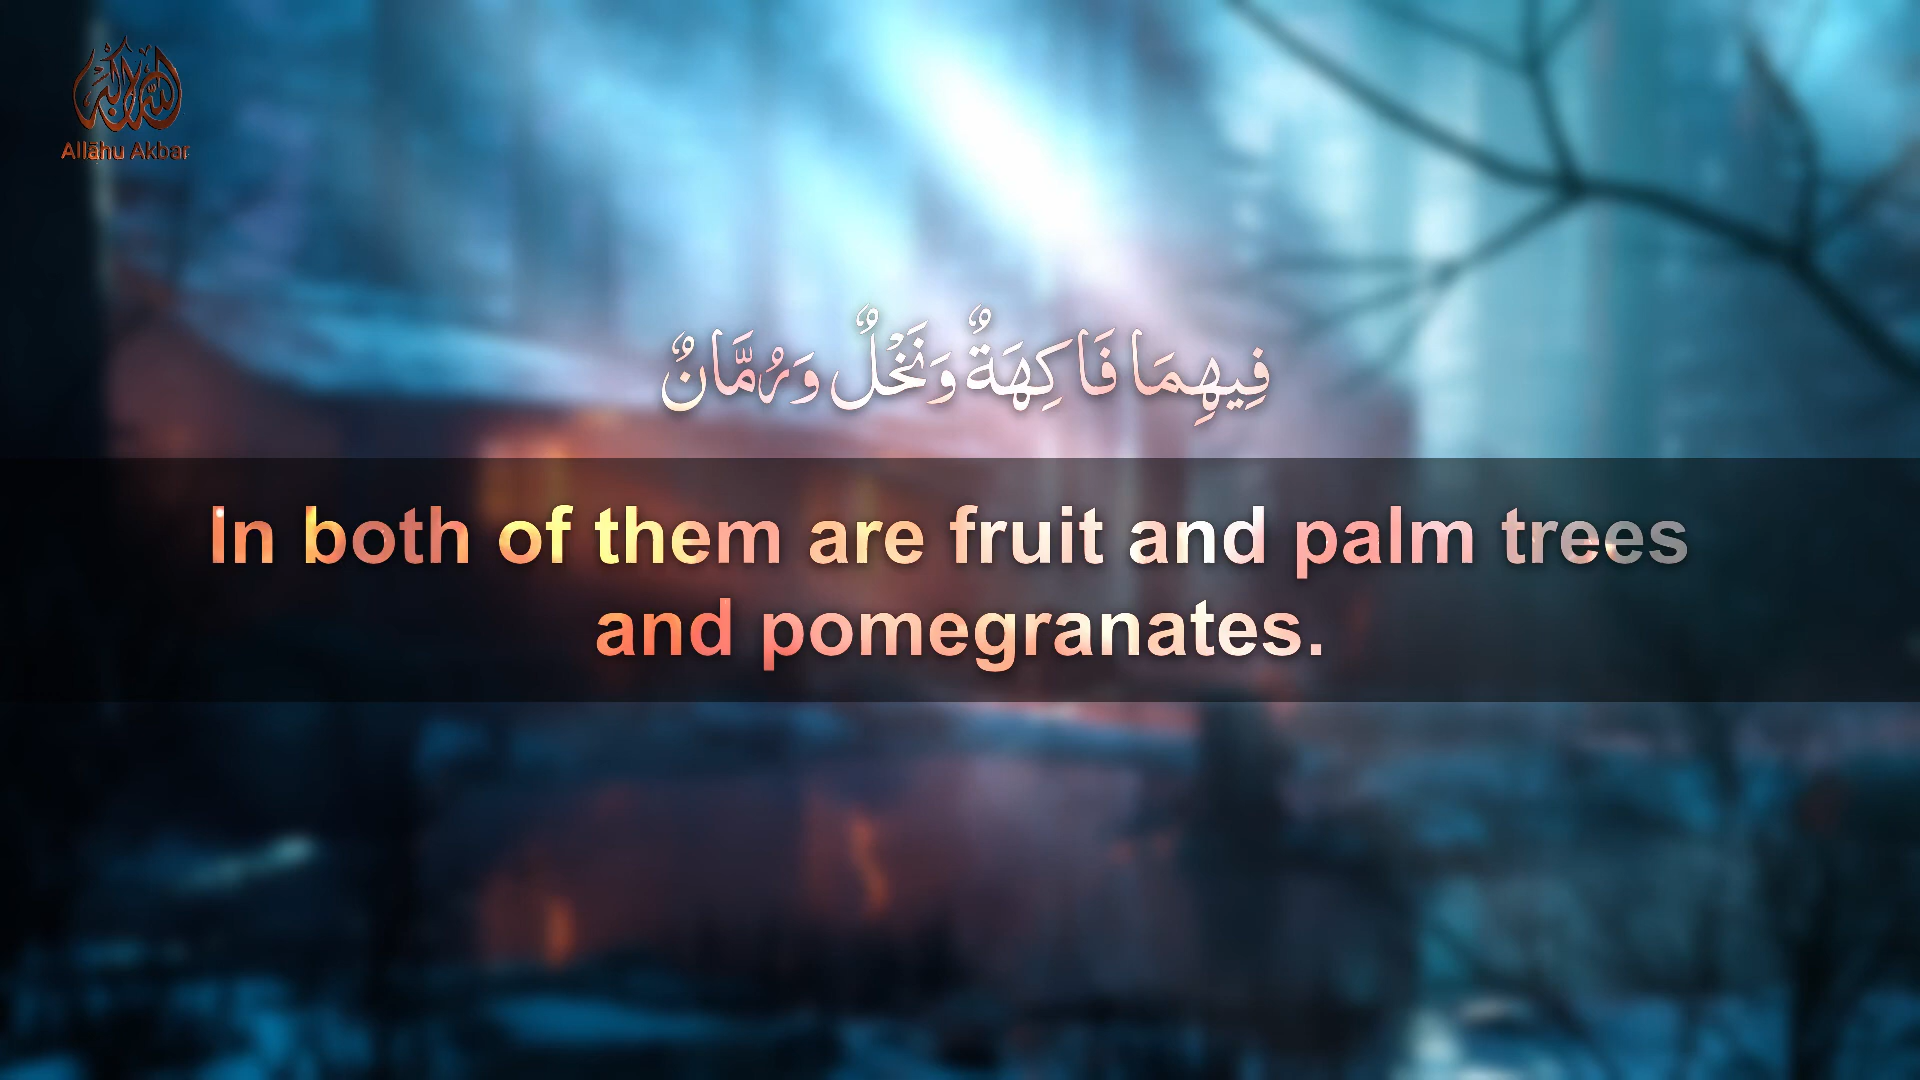 الله أكبر
Allāhu Akbar
فِيهِمَا فَاكِهَةٌ وَنَخْلٌ وَرُمَّانٌ
In both of them are fruit and palm trees
and pomegranates.